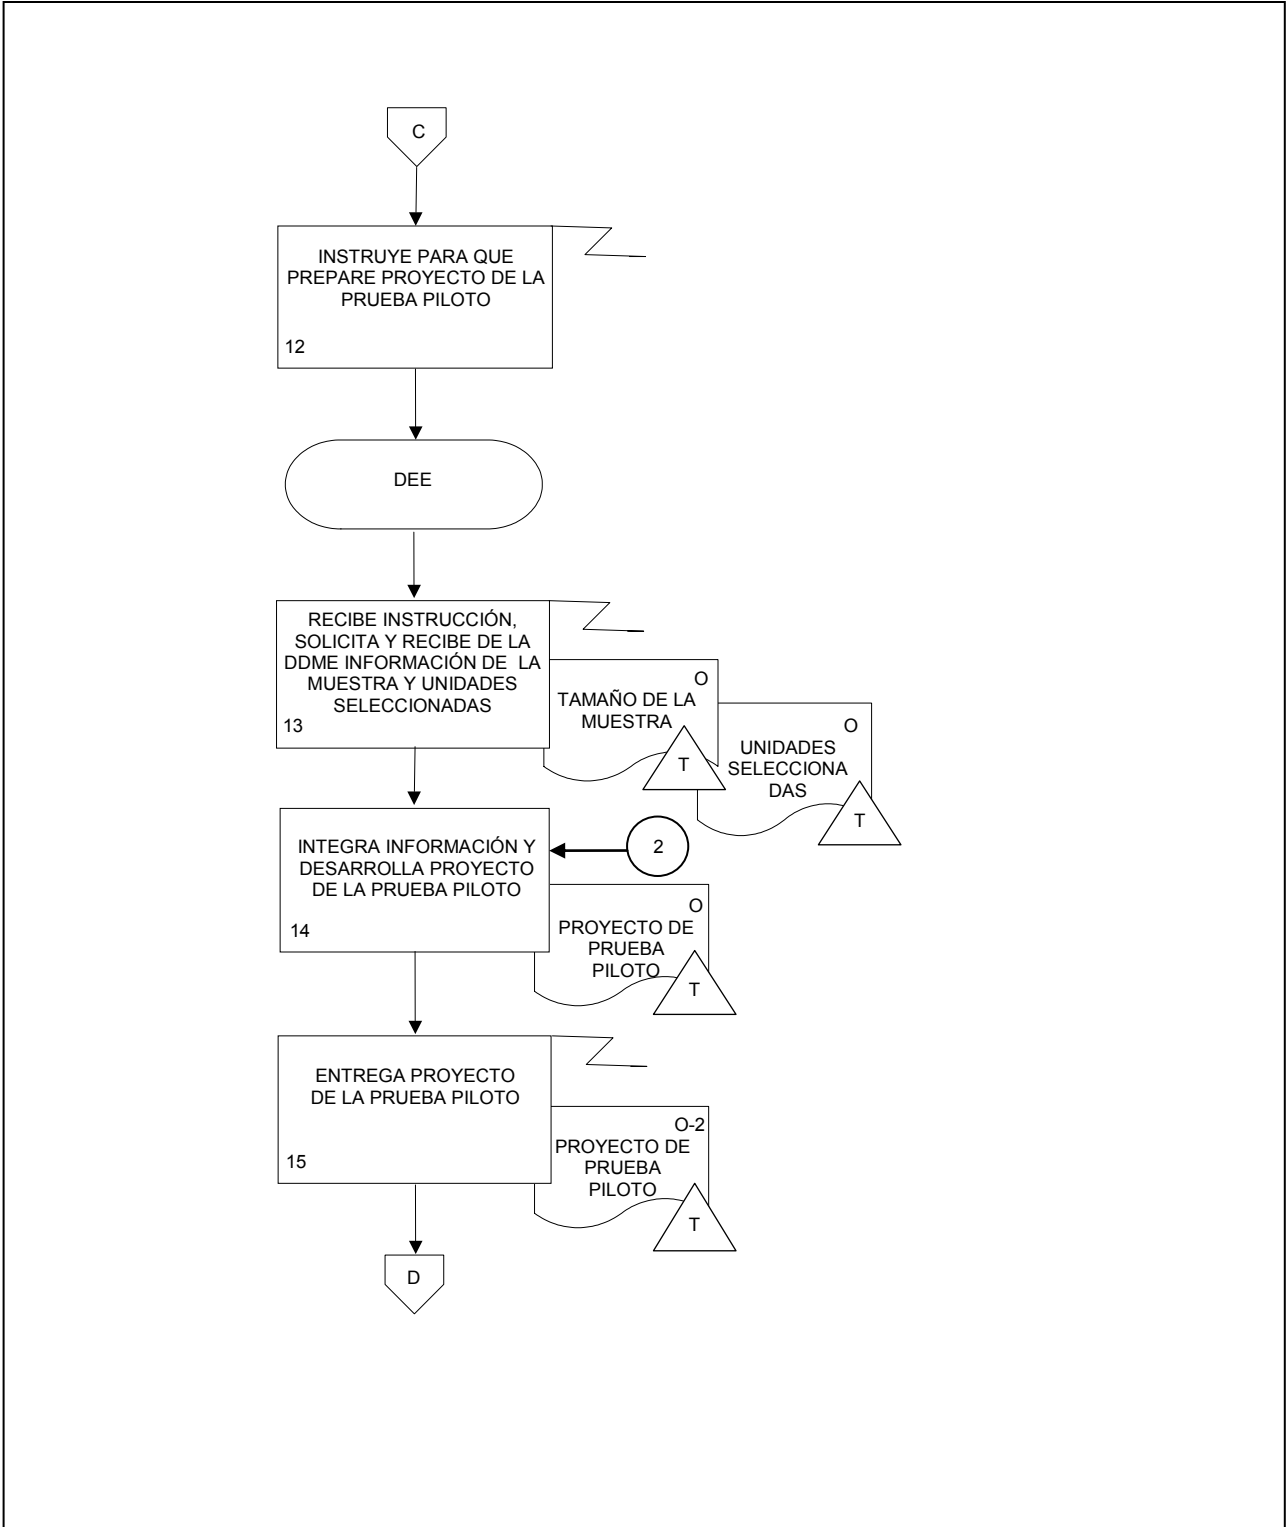 C
INSTRUYE PARA QUE
PREPARE PROYECTO DE LA
PRUEBA PILOTO
12
DEE
RECIBE INSTRUCCIÓN,
SOLICITA Y RECIBE DE LA
DDME INFORMACIÓN DE LA
MUESTRA Y UNIDADES
SELECCIONADAS
13
O
TAMAÑO DE LA
MUESTRA
T
O
UNIDADES
SELECCIONA
DAS
T
INTEGRA INFORMACIÓN Y
DESARROLLA PROYECTO
DE LA PRUEBA PILOTO
14
2
O
PROYECTO DE
PRUEBA
PILOTO
T
ENTREGA PROYECTO
DE LA PRUEBA PILOTO
15
O-2
PROYECTO DE
PRUEBA
PILOTO
T
D